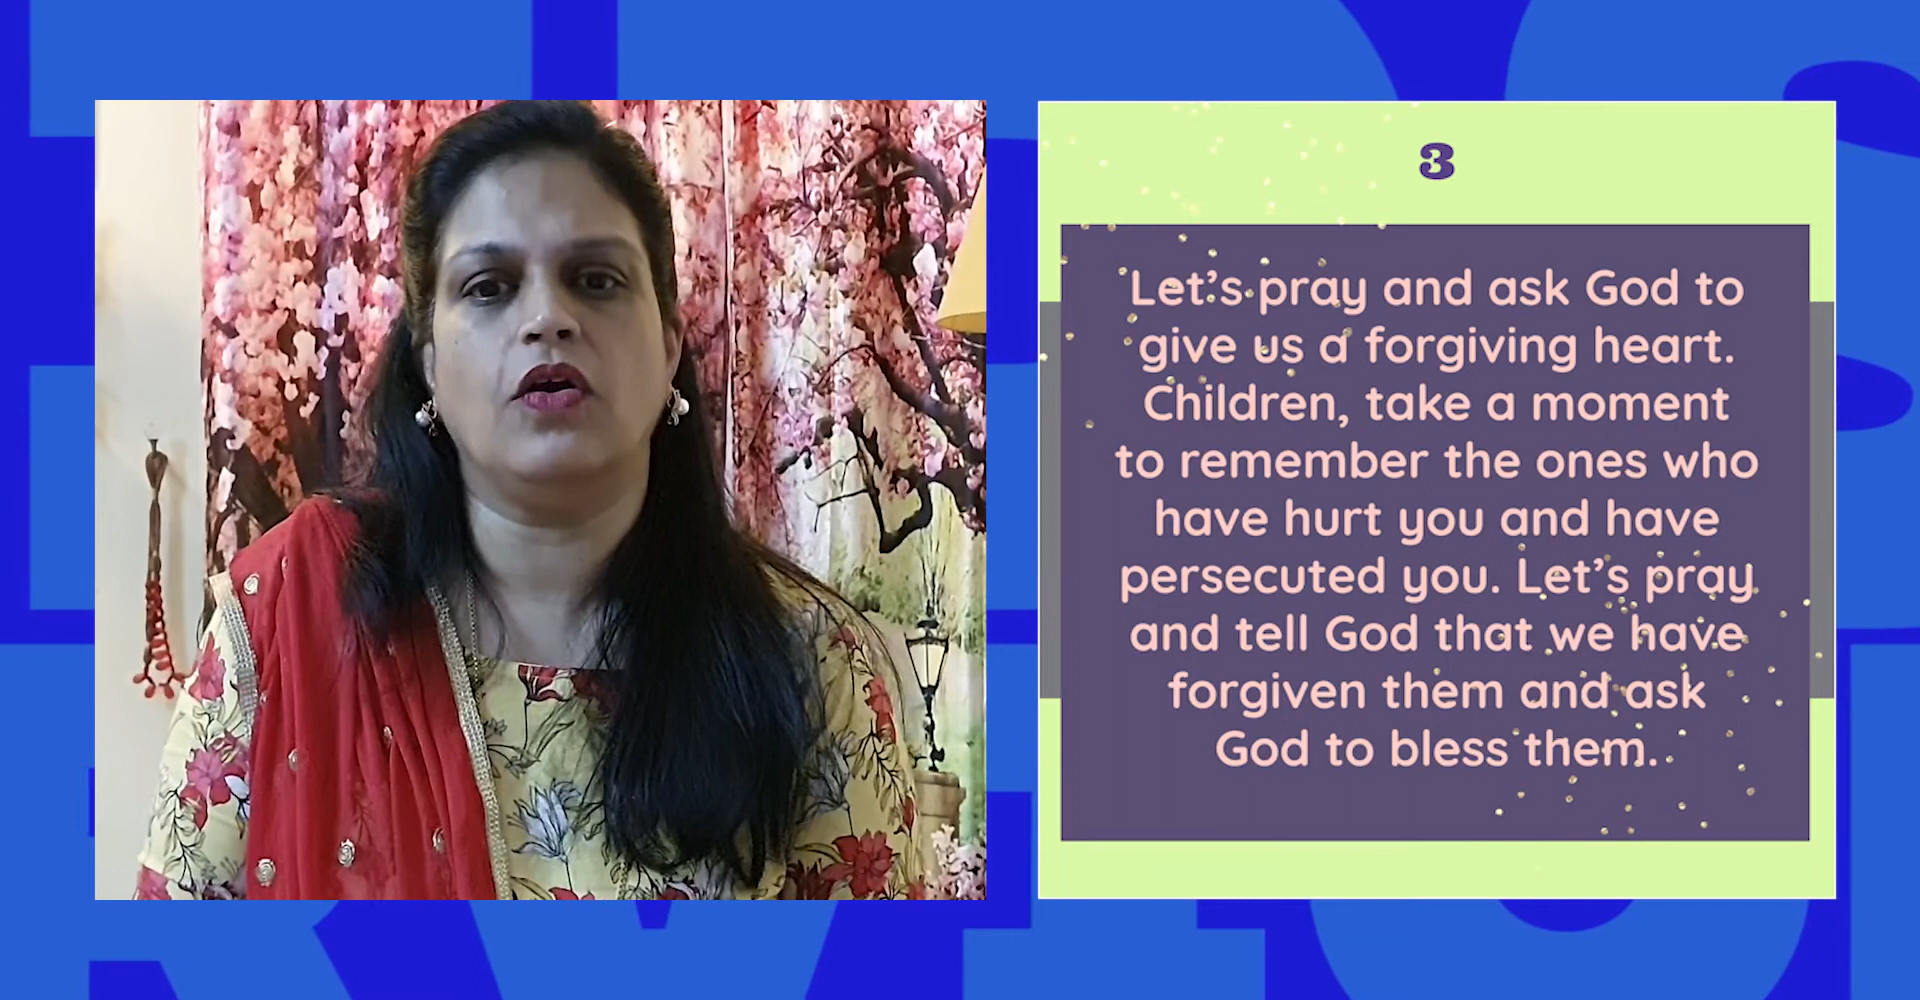 3
Let's pray and ask God to
give us a forgiving heart.
Children, take a moment
to remember the ones who
have hurt you and have
persecuted you. Let's pray
and tell God that we have
forgiven them and ask
God to bless them.